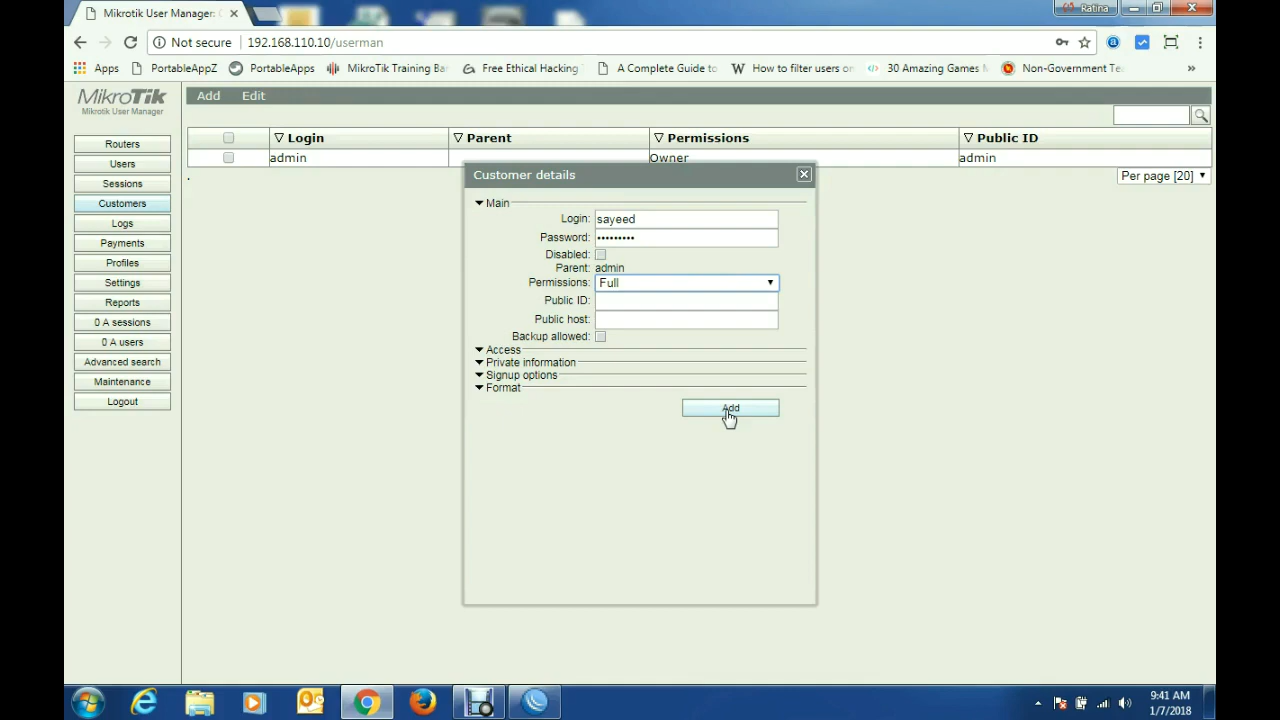 Mikrotik User Manager: C
Ratina
Not secure
192.168.110.10/userman
Apps
PortableAppZ
PortableApps
MikroTik Training Ba
Free Ethical Hacking
A Complete Guide to
How to filter users on
30 Amazing Games
Non-Government Te
»
MikroTik
Mikrotik User Manager
Add
Edit
Login
Parent
Permissions
Public ID
admin
Owner
admin
Per page [20]
Routers
Users
Sessions
Customers
Logs
Payments
Profiles
Settings
Reports
0 A sessions
0 A users
Advanced search
Maintenance
Logout
Customer details
Main
Login: sayeed
Password: •••••••••
Disabled:
Parent: admin
Permissions: Full
Public ID:
Public host:
Backup allowed:
Access
Private information
Signup options
Format
Add
9:41 AM
1/7/2018